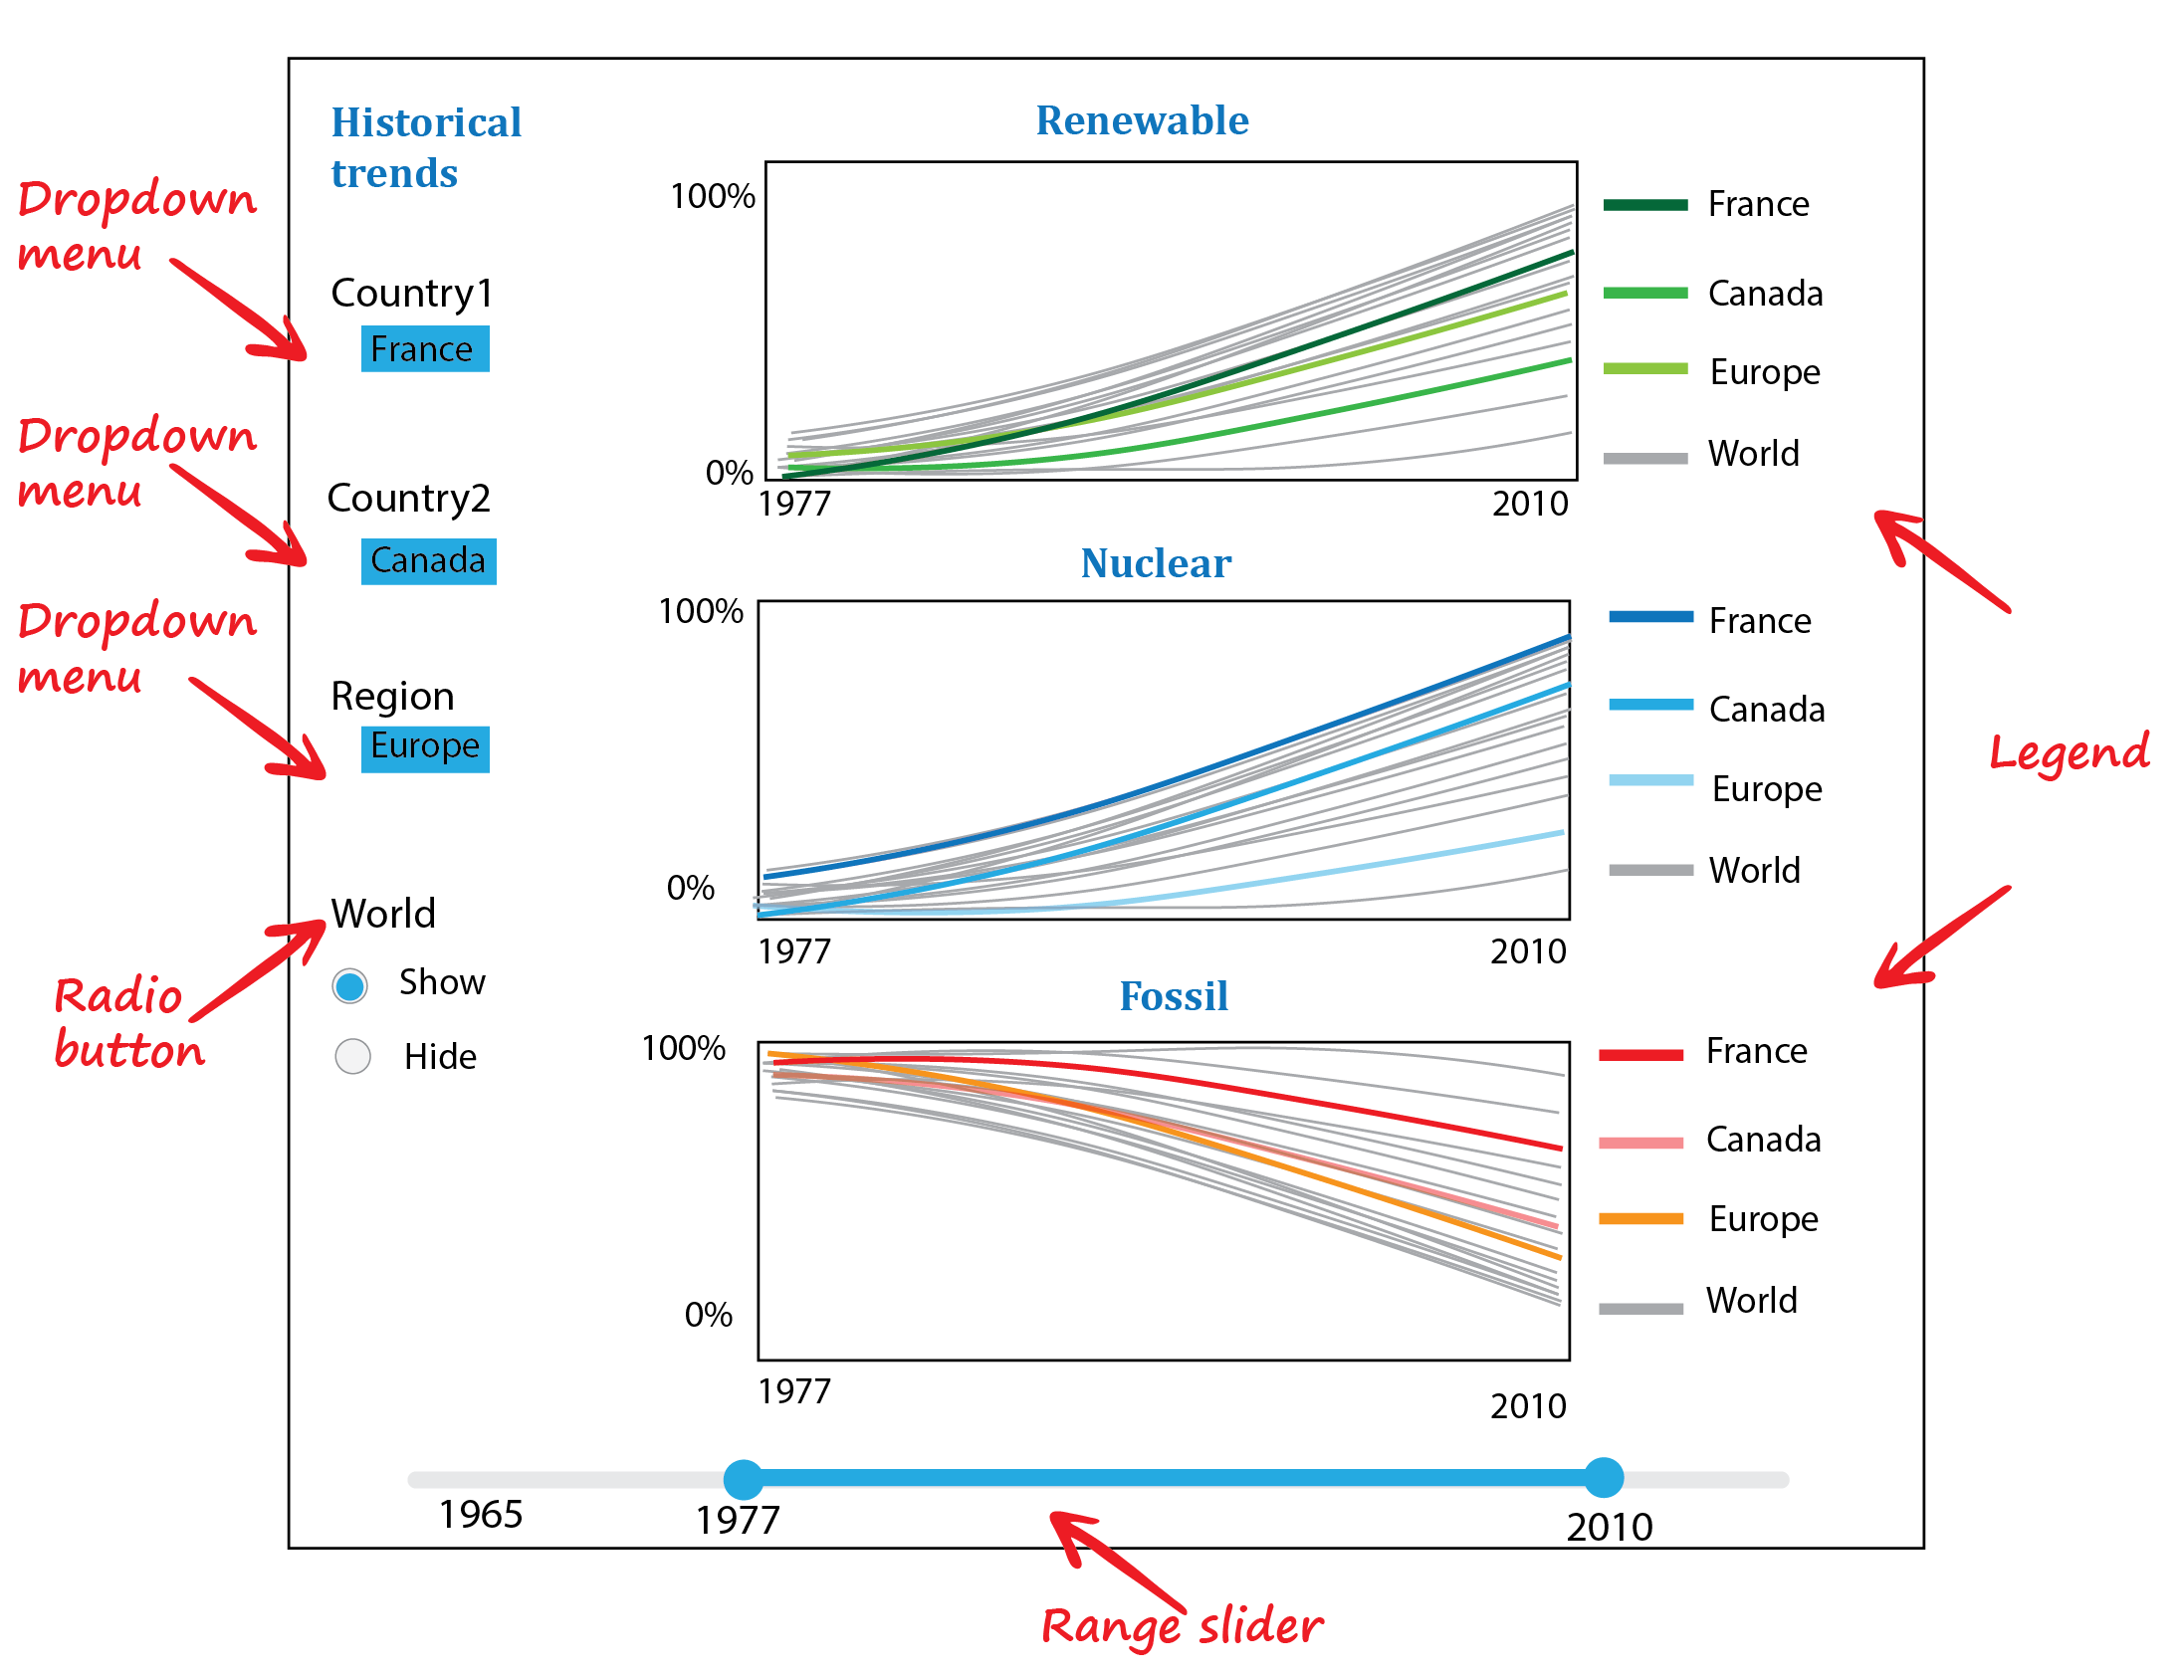 Historical
trends
Dropdown
menu
Country1
France
Dropdown
menu
Country2
Canada
Dropdown
menu
Region
Europe
World
Show
Hide
Radio
button
Renewable
100%
0%
1977
2010
France
Canada
Europe
World
Nuclear
100%
0%
1977
2010
France
Canada
Europe
World
Legend
Fossil
100%
0%
1977
2010
France
Canada
Europe
World
1965
1977
2010
Range slider